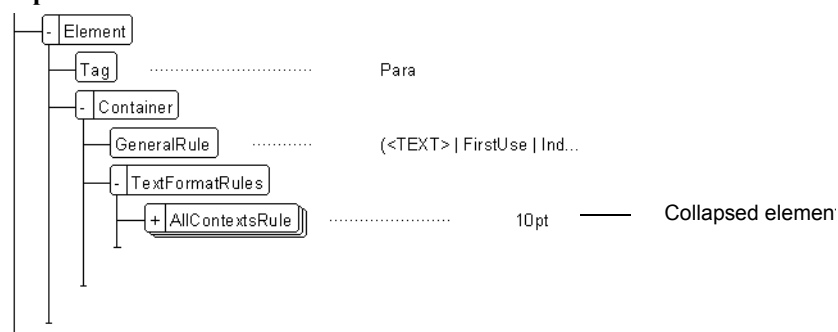 - Element
Tag Para
- Container
GeneralRule (<TEXT> | FirstUse | Ind...
- TextFormatRules
+ AllContextsRule 10pt Collapsed element